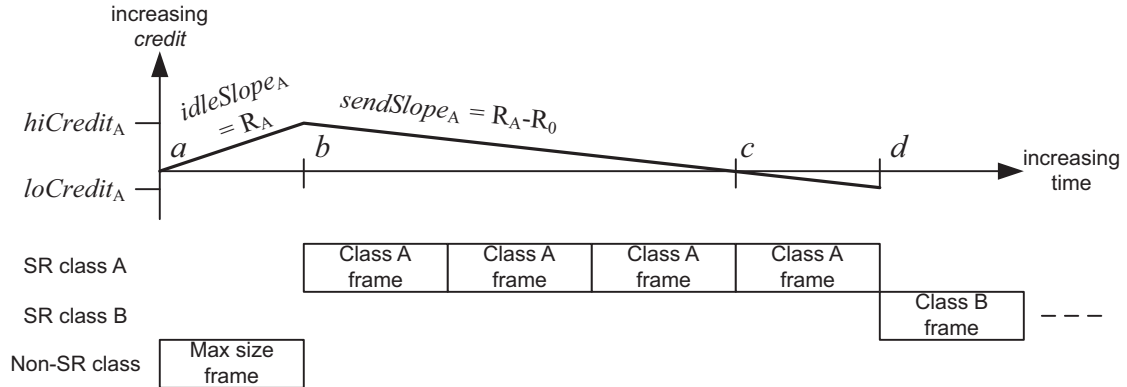 increasing
credit
idleSlopeA
= RA
sendSlopeA = RA-R0
hiCreditA
a
b
c
d
increasing
time
loCreditA
SR class A
Class A
frame
Class A
frame
Class A
frame
Class A
frame
SR class B
Class B
frame
Non-SR class
Max size
frame